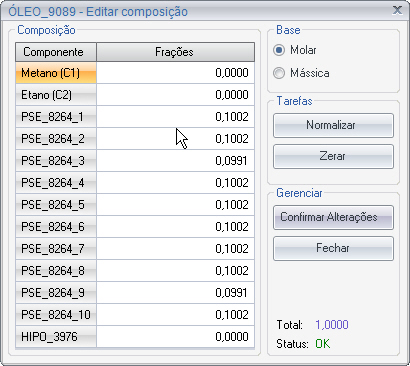 ÓLEO_9089 - Editar composição
Composição
Componente Frações
Metano (C1) 0,0000
Etano (C2) 0,0000
PSE_8264_1 0,1002
PSE_8264_2 0,1002
PSE_8264_3 0,0991
PSE_8264_4 0,1002
PSE_8264_5 0,1002
PSE_8264_6 0,1002
PSE_8264_7 0,1002
PSE_8264_8 0,1002
PSE_8264_9 0,0991
PSE_8264_10 0,1002
HIPO_3976 0,0000
Base
Molar
Mássica
Tarefas
Normalizar
Zerar
Gerenciar
Confirmar Alterações
Fechar
Total: 1,0000
Status: OK